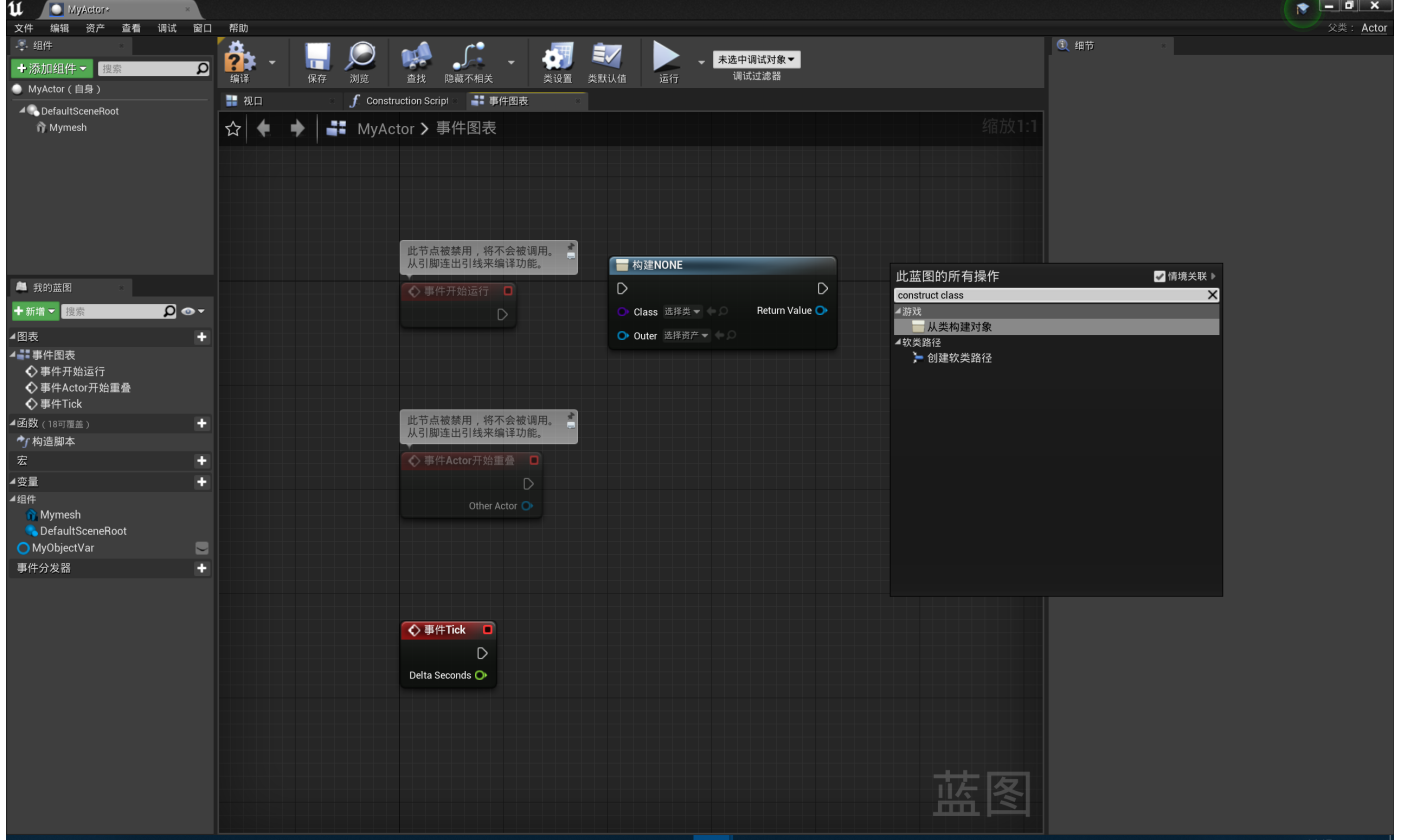 MyActor*
文件 编辑 资产 查看 调试 窗口 帮助
父类： Actor
组件
+添加组件 搜索
MyActor（自身）
DefaultSceneRoot
Mymesh
编译 保存 浏览 查找 隐藏不相关 类设置 类默认值 运行
未选中调试对象
调试过滤器
视口 Construction Script 事件图表
MyActor > 事件图表
缩放1:1
细节
我的蓝图
+新增 搜索
图表
事件图表
事件开始运行
事件Actor开始重叠
事件Tick
函数（18可覆盖）
构造脚本
宏
变量
组件
Mymesh
DefaultSceneRoot
MyObjectVar
事件分发器
此节点被禁用，将不会被调用。
从引脚连出引线来编译功能。
事件开始运行
构建NONE
Class 选择类 Return Value
Outer 选择资产
此节点被禁用，将不会被调用。
从引脚连出引线来编译功能。
事件Actor开始重叠
Other Actor
事件Tick
Delta Seconds
此蓝图的所有操作 情境关联
construct class
游戏
从类构建对象
软类路径
创建软类路径
蓝图